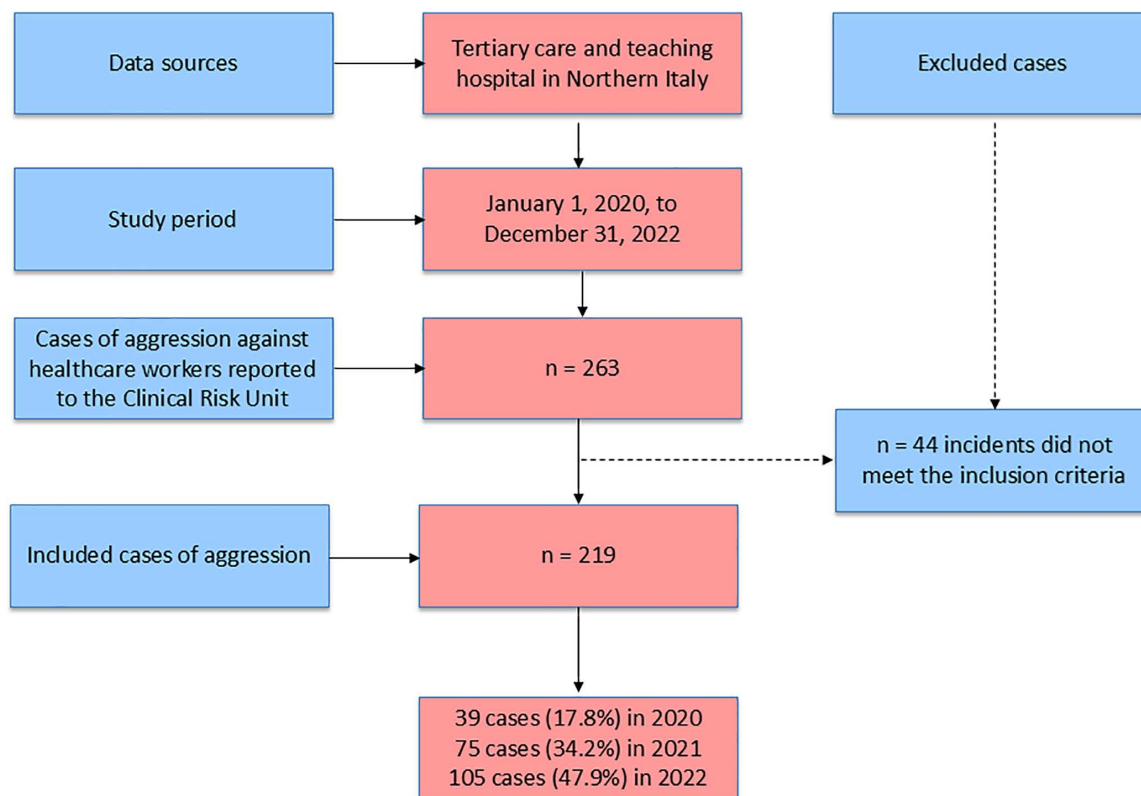 Data sources
Tertiary care and teaching
hospital in Northern Italy
Excluded cases
Study period
January 1, 2020, to
December 31, 2022
Cases of aggression against
healthcare workers reported
to the Clinical Risk Unit
n = 263
n = 44 incidents did not
meet the inclusion criteria
Included cases of aggression
n = 219
39 cases (17.8%) in 2020
75 cases (34.2%) in 2021
105 cases (47.9%) in 2022